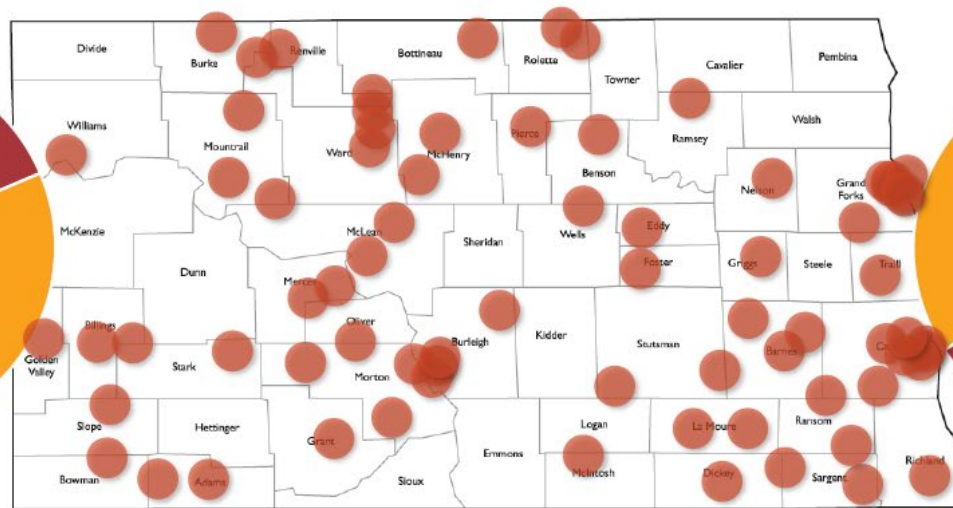 Divide
Burke
Renville
Bottineau
Rolette
Towner
Cavalier
Pembina
Williams
Mountrail
Ward
McHenry
Pierce
Benson
Ramsey
Walsh
Nelson
Grand
Forks
McKenzie
Dunn
McLean
Mercer
Oliver
Sheridan
Wells
Eddy
Foster
Griggs
Steele
Traill
Golden
Valley
Billings
Stark
Morton
Burleigh
Kidder
Stutsman
Barnes
Slope
Hettinger
Grant
Sioux
Emmons
Logan
La Moure
Ransom
Bowman
Adams
McIntosh
Dickey
Sargent
Richland